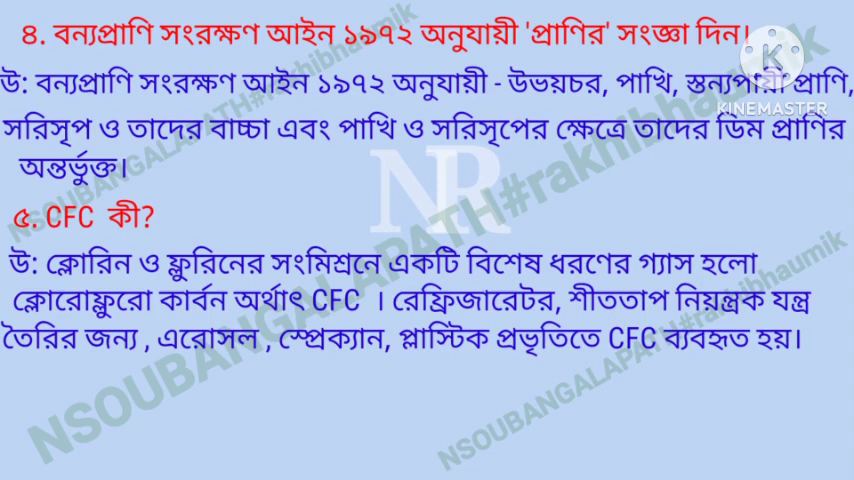 ৪. বন্যপ্রাণি সংরক্ষণ আইন ১৯৭২ অনুযায়ী 'প্রাণির' সংজ্ঞা দিন।
KINEMASTER
উ: বন্যপ্রাণি সংরক্ষণ আইন ১৯৭২ অনুযায়ী - উভয়চর, পাখি, স্তন্যপায়ী প্রাণি,
সরিসৃপ ও তাদের বাচ্চা এবং পাখি ও সরিসৃপের ক্ষেত্রে তাদের ডিম প্রাণির
অন্তর্ভুক্ত।
NR
৫. CFC কী?
উ: ক্লোরিন ও ফ্লুরিনের সংমিশ্রনে একটি বিশেষ ধরণের গ্যাস হলো
ক্লোরোফ্লুরো কার্বন অর্থাৎ CFC । রেফ্রিজারেটর, শীততাপ নিয়ন্ত্রক যন্ত্র
তৈরির জন্য , এরোসল , স্প্রেক্যান, প্লাস্টিক প্রভৃতিতে CFC ব্যবহৃত হয়।
NSOUBANGALAPATH#rakhibhaumik
NSOUBANGALAPATH#rakhibhaumik
NSOUBANGALAPATH#rakhibhaumik